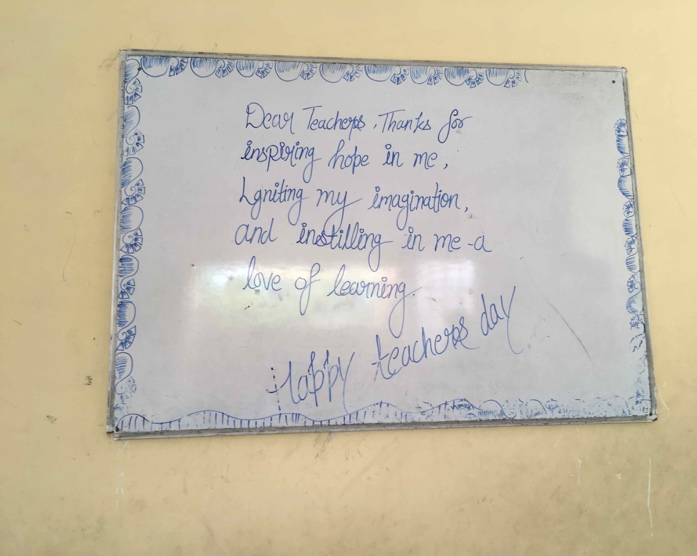 Dear Teachers, Thanks for
inspiring hope in me,
Igniting my imagination,
and instilling in me -a
love of learning.
Happy teachers day